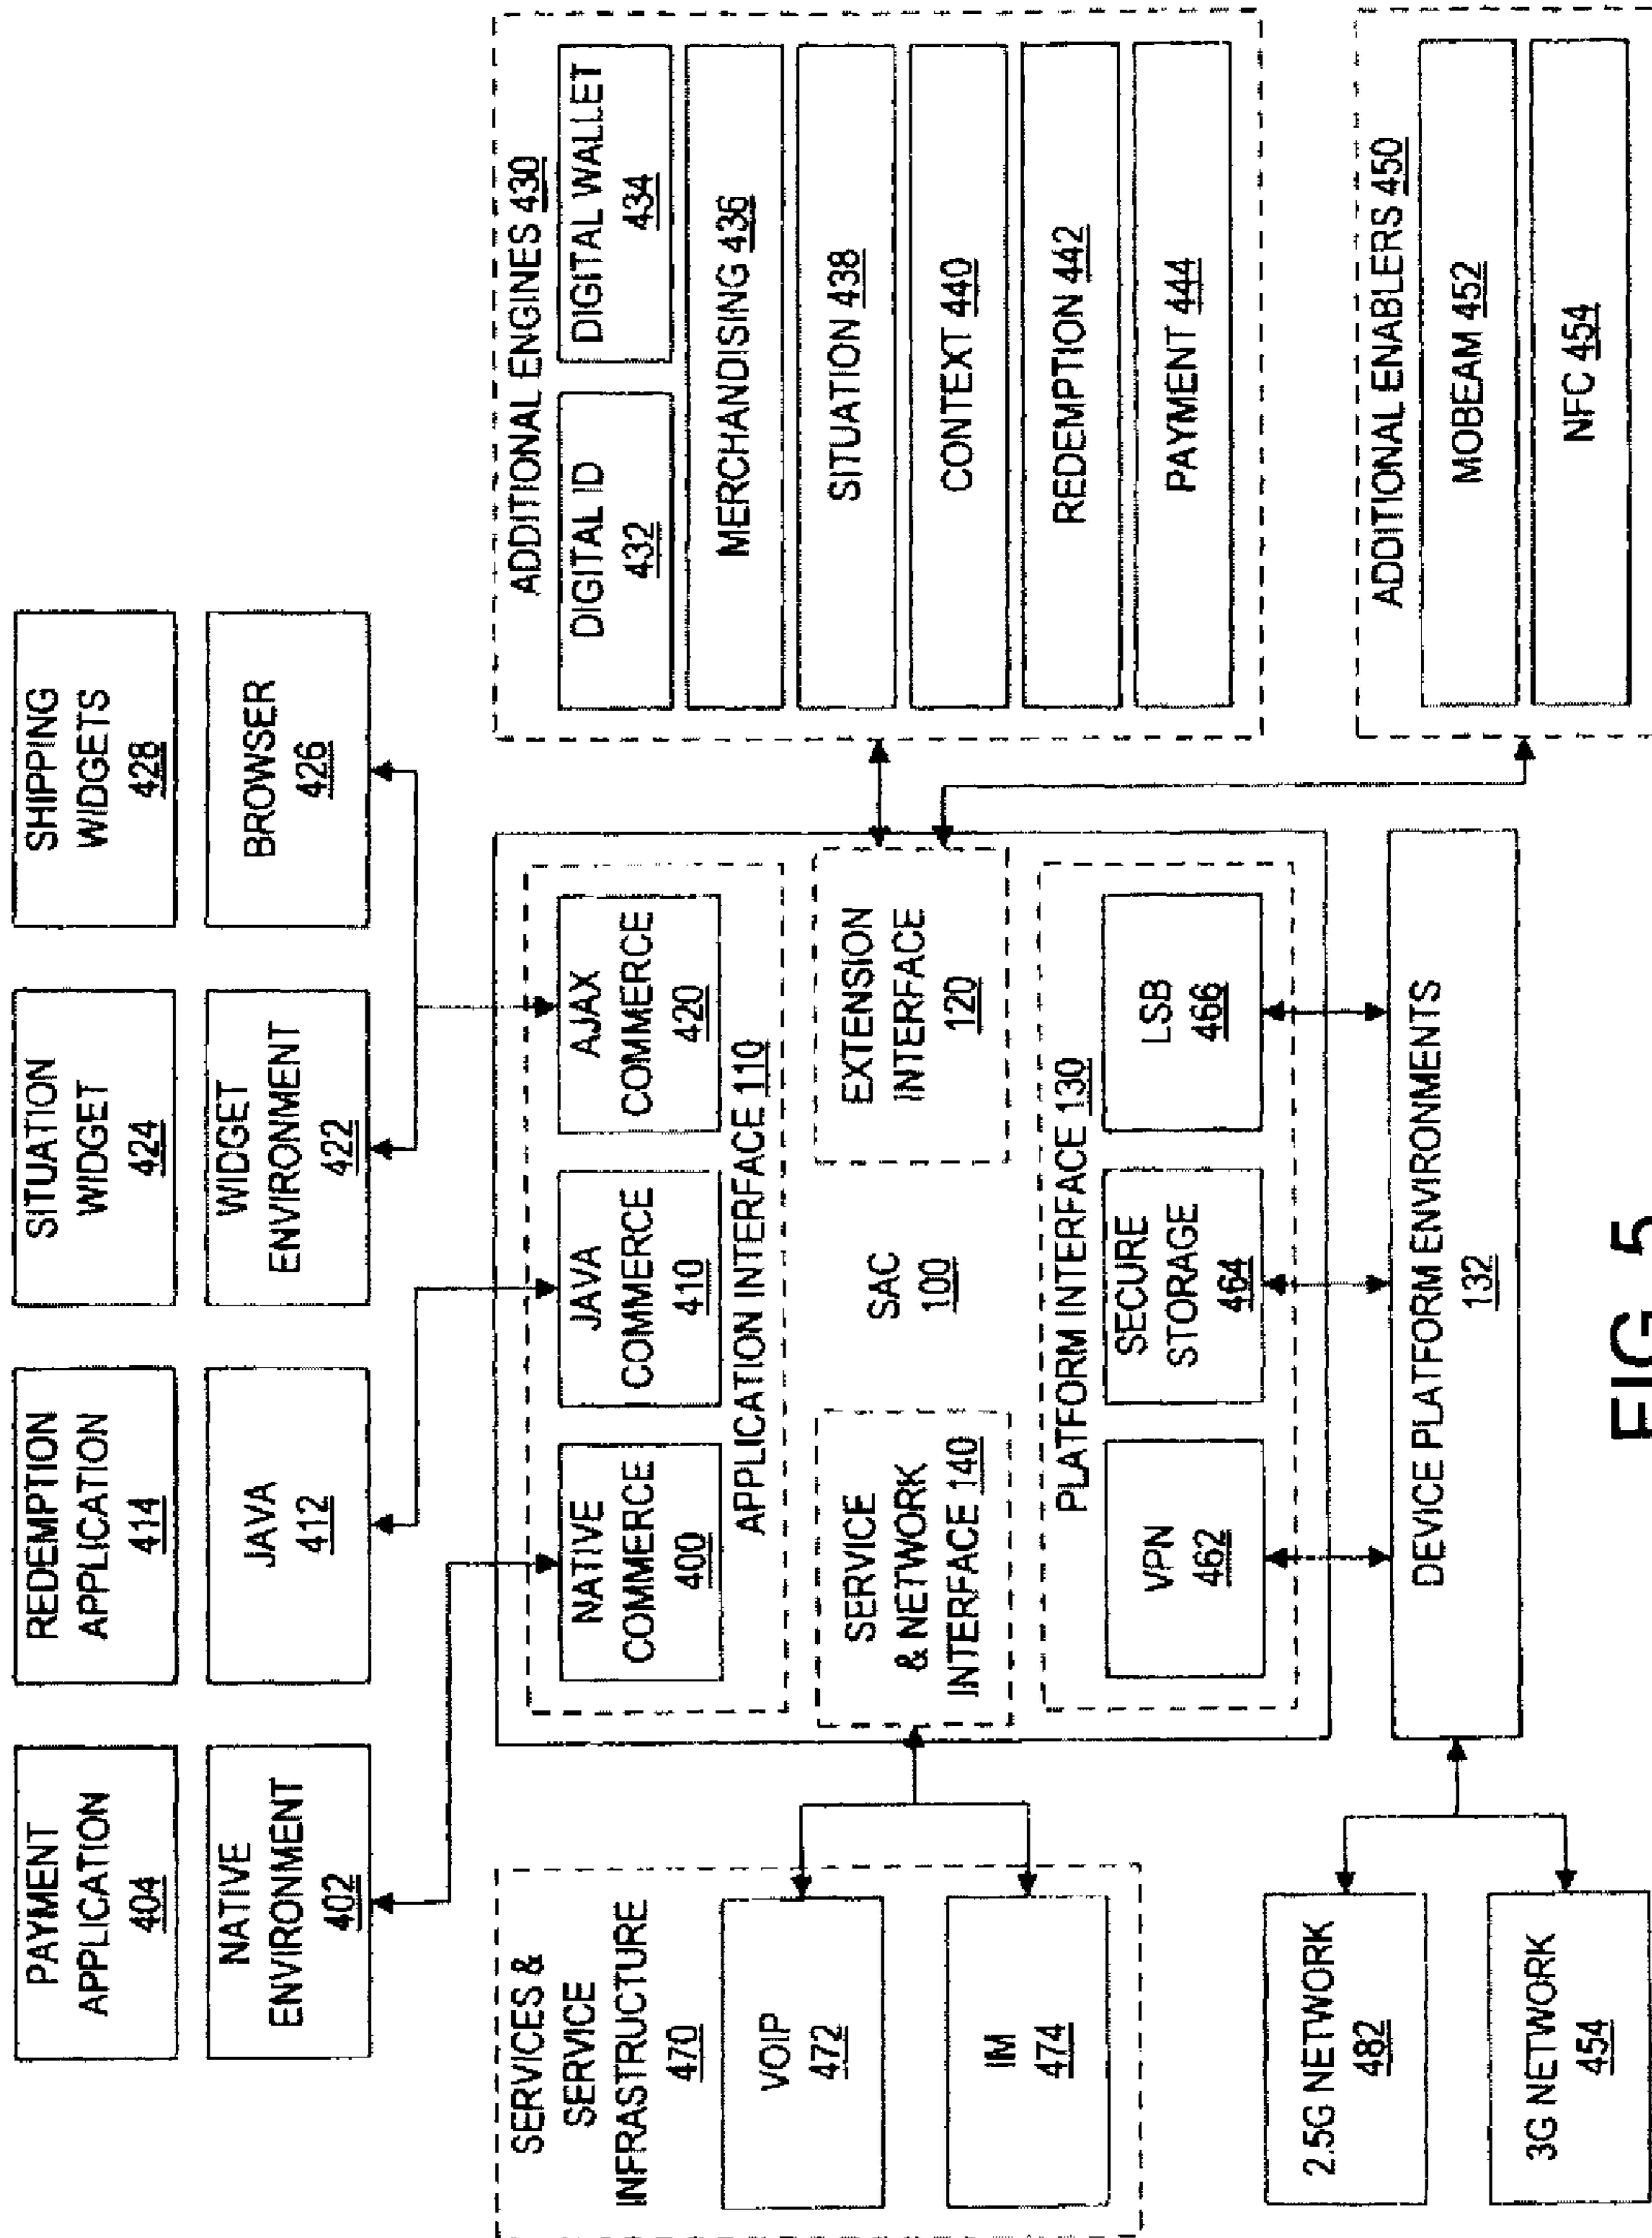 PAYMENT
APPLICATION
404
REDEMPTION
APPLICATION
414
SITUATION
WIDGET
424
SHIPPING
WIDGETS
428
NATIVE
ENVIRONMENT
402
JAVA
412
WIDGET
ENVIRONMENT
422
BROWSER
426
SERVICES &
SERVICE
INFRASTRUCTURE
470
VOIP
472
IM
474
NATIVE
COMMERCE
400
JAVA
COMMERCE
410
AJAX
COMMERCE
420
APPLICATION INTERFACE 110
SERVICE
& NETWORK
INTERFACE 140
SAC
100
EXTENSION
INTERFACE
120
PLATFORM INTERFACE 130
VPN
462
SECURE
STORAGE
464
LSB
466
ADDITIONAL ENGINES 430
DIGITAL ID
432
DIGITAL WALLET
434
MERCHANDISING 436
SITUATION 438
CONTEXT 440
REDEMPTION 442
PAYMENT 444
2.5G NETWORK
482
3G NETWORK
454
DEVICE PLATFORM ENVIRONMENTS
132
ADDITIONAL ENABLERS 450
MOBEAM 452
NFC 454
FIG. 5